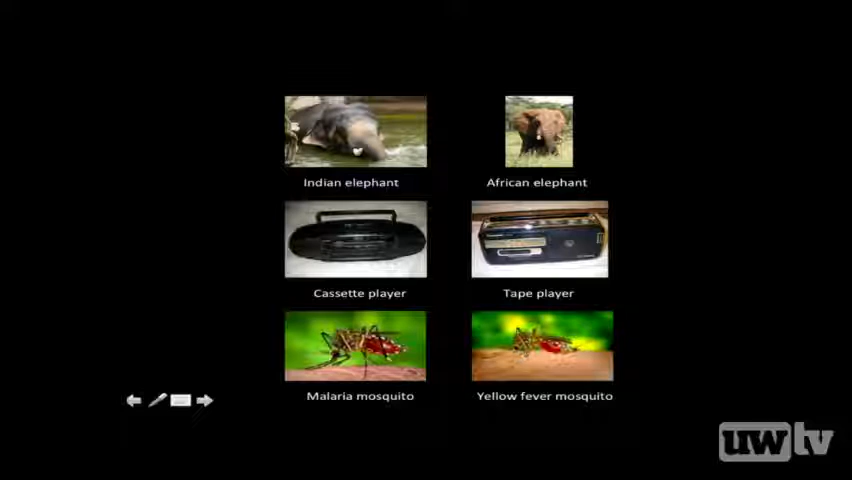 Indian elephant
African elephant
Cassette player
Tape player
Malaria mosquito
Yellow fever mosquito
uwtv